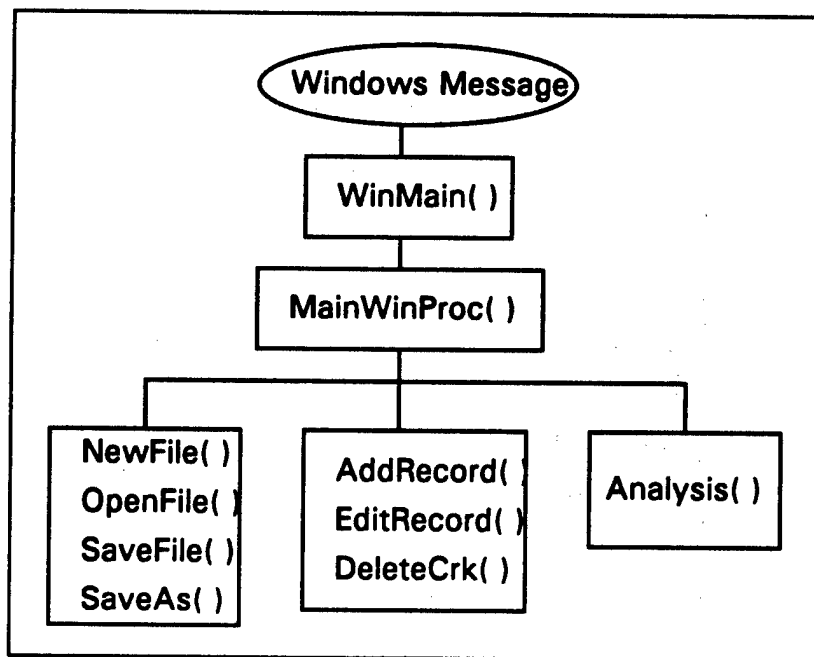 Windows Message
WinMain( )
MainWinProc( )
NewFile( )
OpenFile( )
SaveFile( )
SaveAs( )
AddRecord( )
EditRecord( )
DeleteCrk( )
Analysis( )